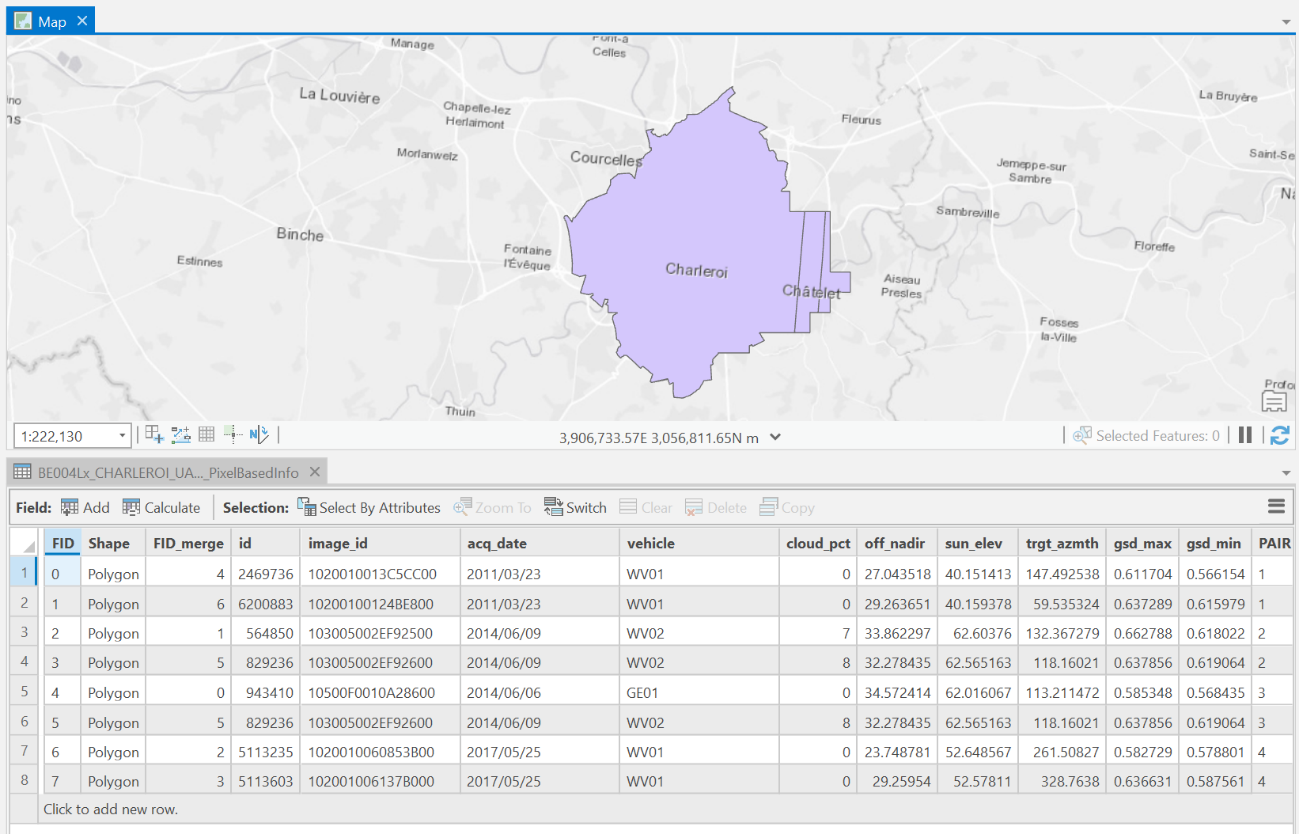 Map
Manage
Pont-à
Celles
La Louvière
La Bruyère
Chapelle-lez
Herlaimont
Fleurus
Morlanwelz
Courcelles
Saint-Se
Jemeppe-sur
Sambre
Sambreville
Binche
Floreffe
Fontaine
l'Évêque
Estinnes
Charleroi
Aiseau
Presles
Châtelet
Fosses
la-Ville
Thuin
1:222,130
3,906,733.57E 3,056,811.65N m
Selected Features: 0
BE004Lx_CHARLEROI_UA..._PixelBasedInfo
Field: Add Calculate Selection: Select By Attributes Zoom To Switch Clear Delete Copy
FID Shape FID_merge id image_id acq_date vehicle cloud_pct off_nadir sun_elev trgt_azmth gsd_max gsd_min PAIR
1 0 Polygon 4 2469736 1020010013C5CC00 2011/03/23 WV01 0 27.043518 40.151413 147.492538 0.611704 0.566154 1
2 1 Polygon 6 6200883 10200100124BE800 2011/03/23 WV01 0 29.263651 40.159378 59.535324 0.637289 0.615979 1
3 2 Polygon 1 564850 103005002EF92500 2014/06/09 WV02 7 33.862297 62.60376 132.367279 0.662788 0.618022 2
4 3 Polygon 5 829236 103005002EF92600 2014/06/09 WV02 8 32.278435 62.565163 118.16021 0.637856 0.619064 2
5 4 Polygon 0 943410 10500F0010A28600 2014/06/06 GE01 0 34.572414 62.016067 113.211472 0.585348 0.568435 3
6 5 Polygon 5 829236 103005002EF92600 2014/06/09 WV02 8 32.278435 62.565163 118.16021 0.637856 0.619064 3
7 6 Polygon 2 5113235 1020010060853B00 2017/05/25 WV01 0 23.748781 52.648567 261.50827 0.582729 0.578801 4
8 7 Polygon 3 5113603 102001006137B000 2017/05/25 WV01 0 29.25954 52.57811 328.7638 0.636631 0.587561 4
Click to add new row.